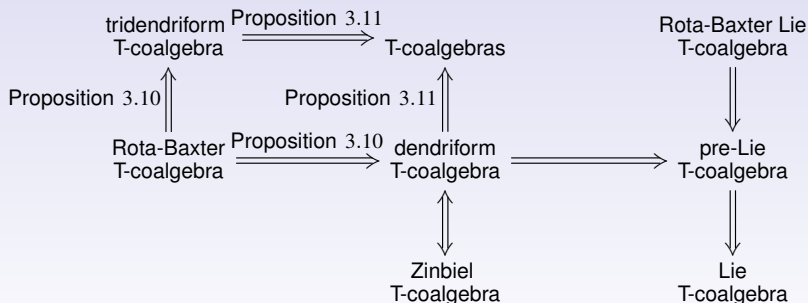 tridendriform
T-coalgebra
Proposition 3.11
T-coalgebras
Rota-Baxter Lie
T-coalgebra
Proposition 3.10
Proposition 3.11
Rota-Baxter
T-coalgebra
Proposition 3.10
dendriform
T-coalgebra
pre-Lie
T-coalgebra
Zinbiel
T-coalgebra
Lie
T-coalgebra